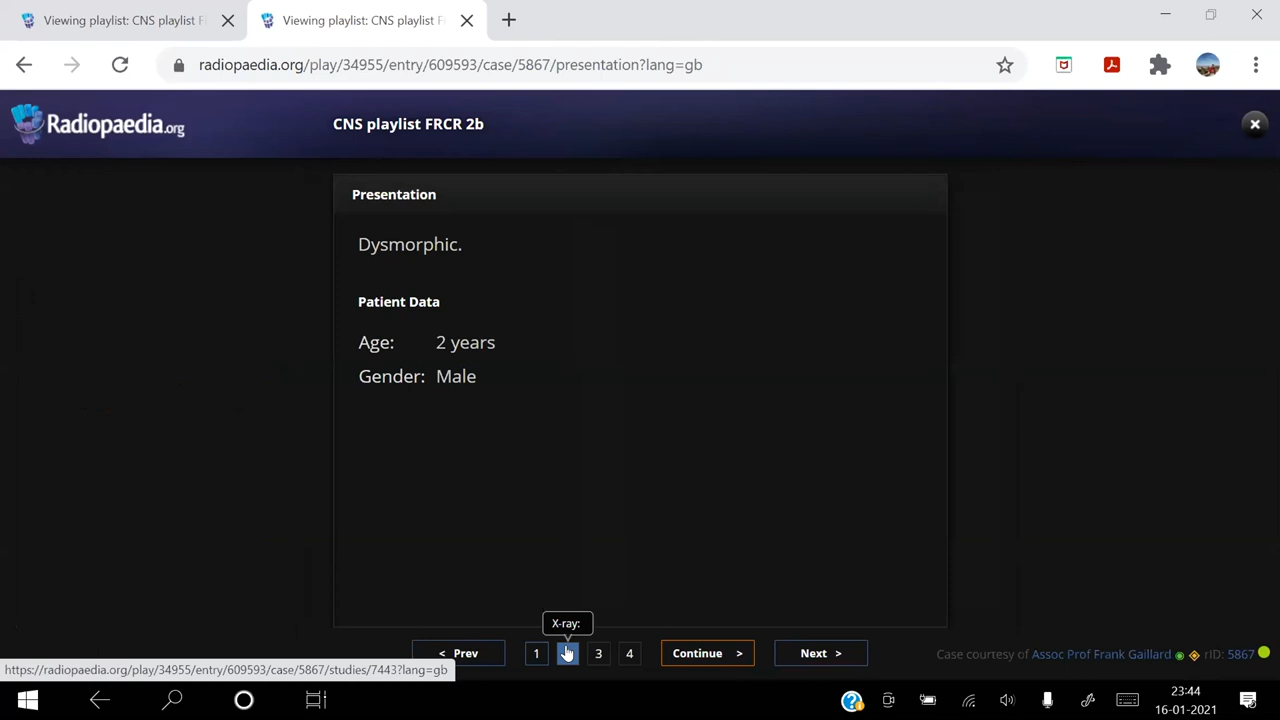 Viewing playlist: CNS playlist F
Viewing playlist: CNS playlist F
radiopaedia.org/play/34955/entry/609593/case/5867/presentation?lang=gb
Radiopaedia.org
CNS playlist FRCR 2b
Presentation
Dysmorphic.
Patient Data
Age: 2 years
Gender: Male
X-ray:
< Prev 1 3 4 Continue > Next >
Case courtesy of Assoc Prof Frank Gaillard rID: 5867
https://radiopaedia.org/play/34955/entry/609593/case/5867/studies/7443?lang=gb
23:44
16-01-2021